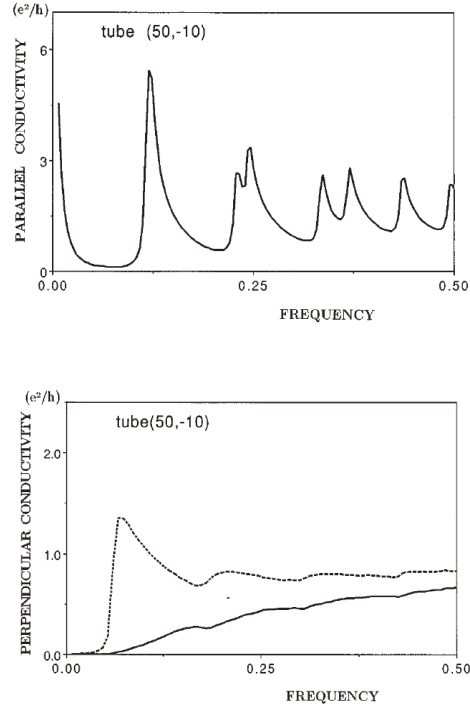 (e²/h)
tube (50,-10)
6
3
0
PARALLEL CONDUCTIVITY
0.00 0.25 0.50
FREQUENCY
(e²/h)
tube(50,-10)
2.0
1.0
0.0
PERPENDICULAR CONDUCTIVITY
0.00 0.25 0.50
FREQUENCY